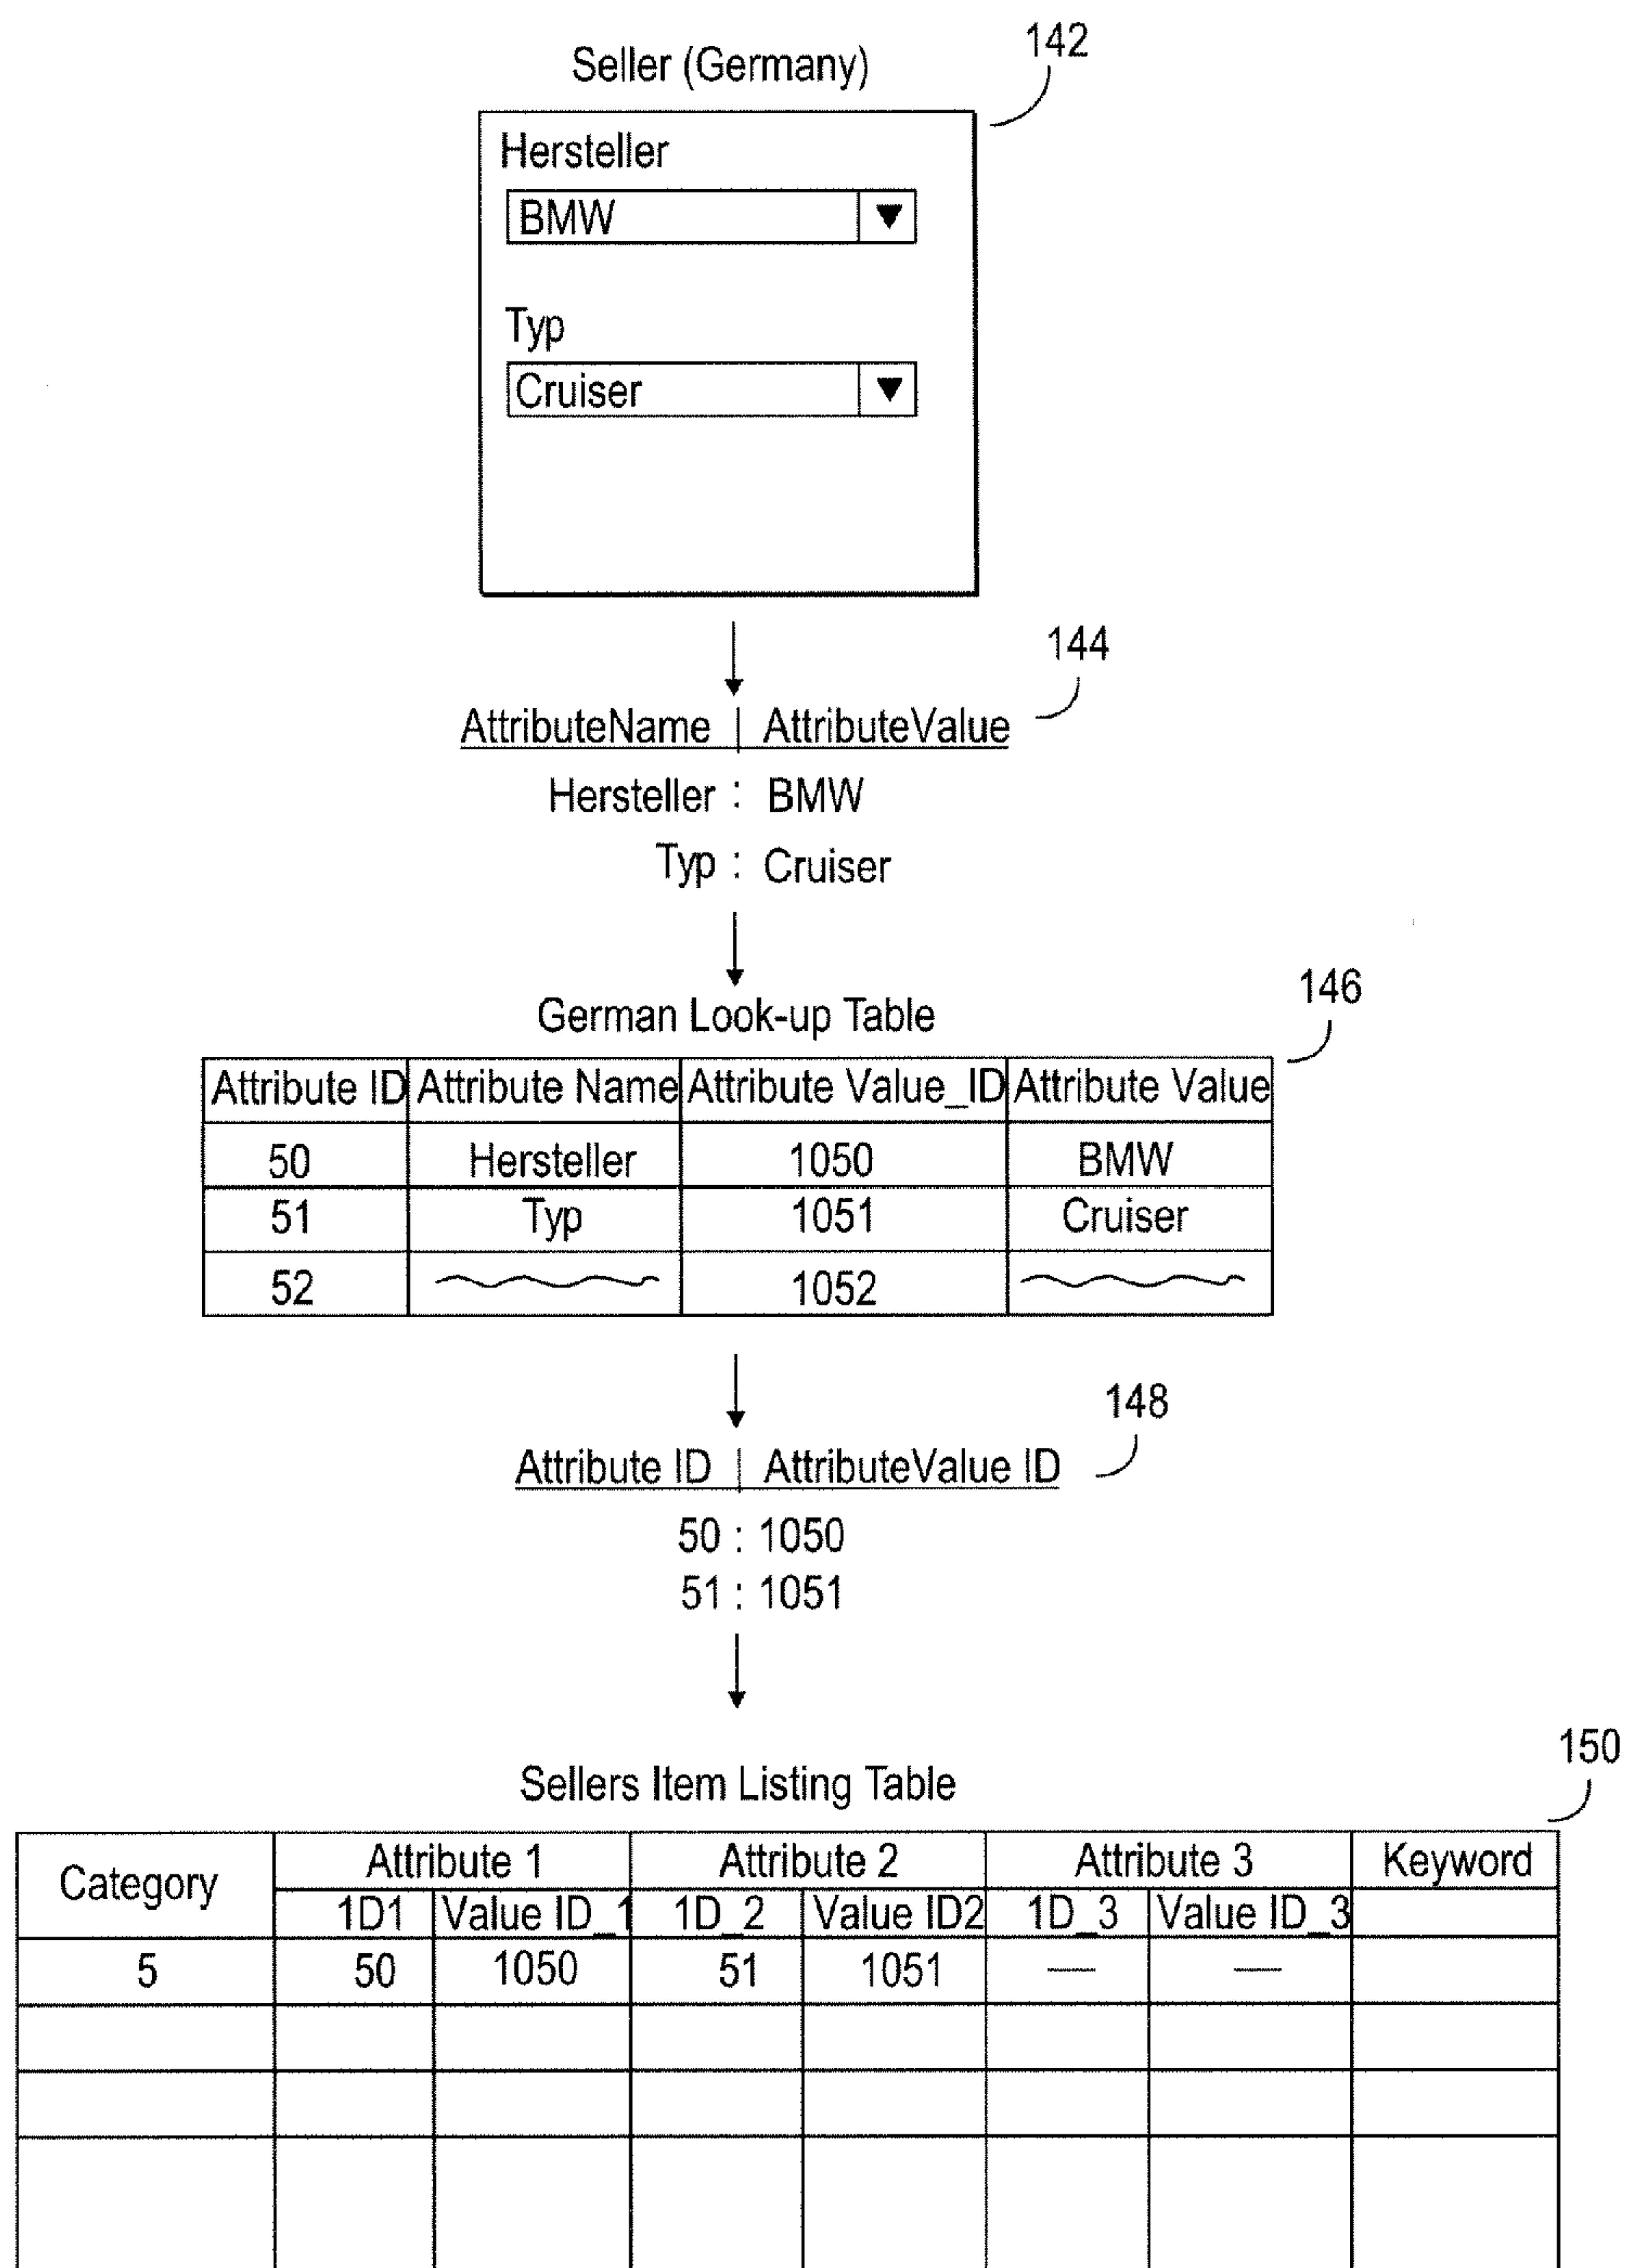 142
Seller (Germany)
Hersteller
BMW
Typ
Cruiser
144
AttributeName | AttributeValue
Hersteller : BMW
Typ : Cruiser
146
German Look-up Table
Attribute ID Attribute Name Attribute Value_ID Attribute Value
50 Hersteller 1050 BMW
51 Typ 1051 Cruiser
52 1052
148
Attribute ID | AttributeValue ID
50 : 1050
51 : 1051
150
Sellers Item Listing Table
Category Attribute 1 Attribute 2 Attribute 3 Keyword
1D1 Value ID_1 1D_2 Value ID2 1D_3 Value ID_3
5 50 1050 51 1051 — —